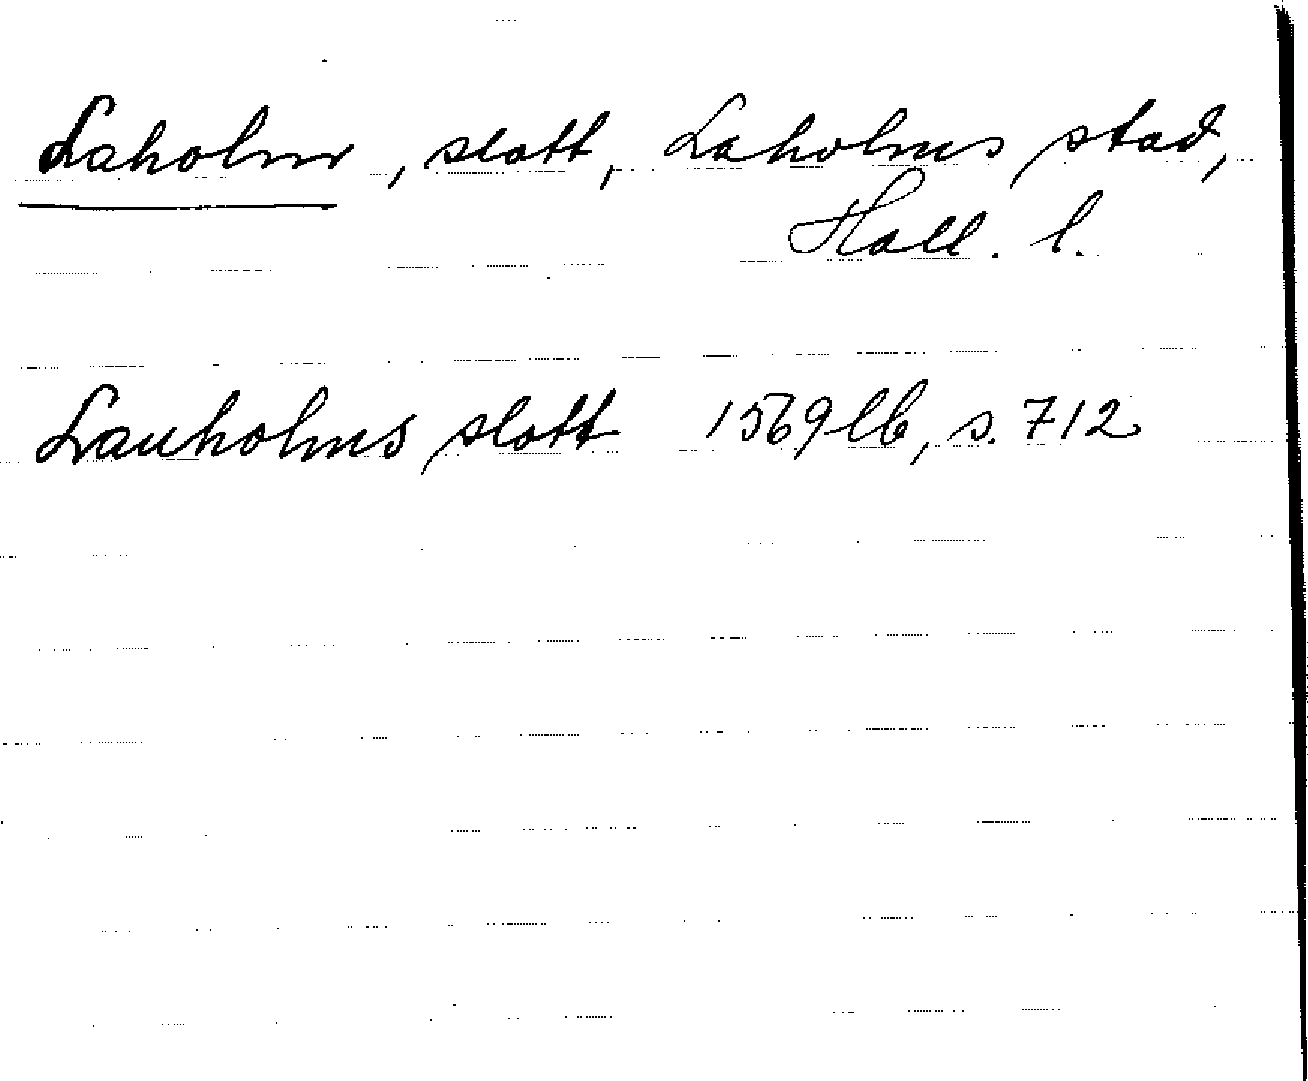 Laholm, slott, Laholms stad,
Hall. l.
Lauholms slott 1569 lb, s. 712